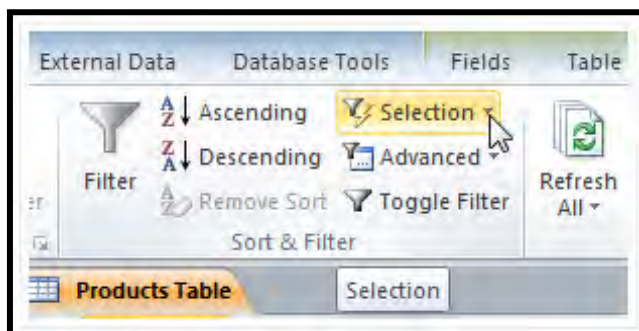 External Data Database Tools Fields Table
A Z Ascending Selection
Z A Descending Advanced
Filter
A Z Remove Sort Toggle Filter
Refresh
All
Sort & Filter
Products Table Selection